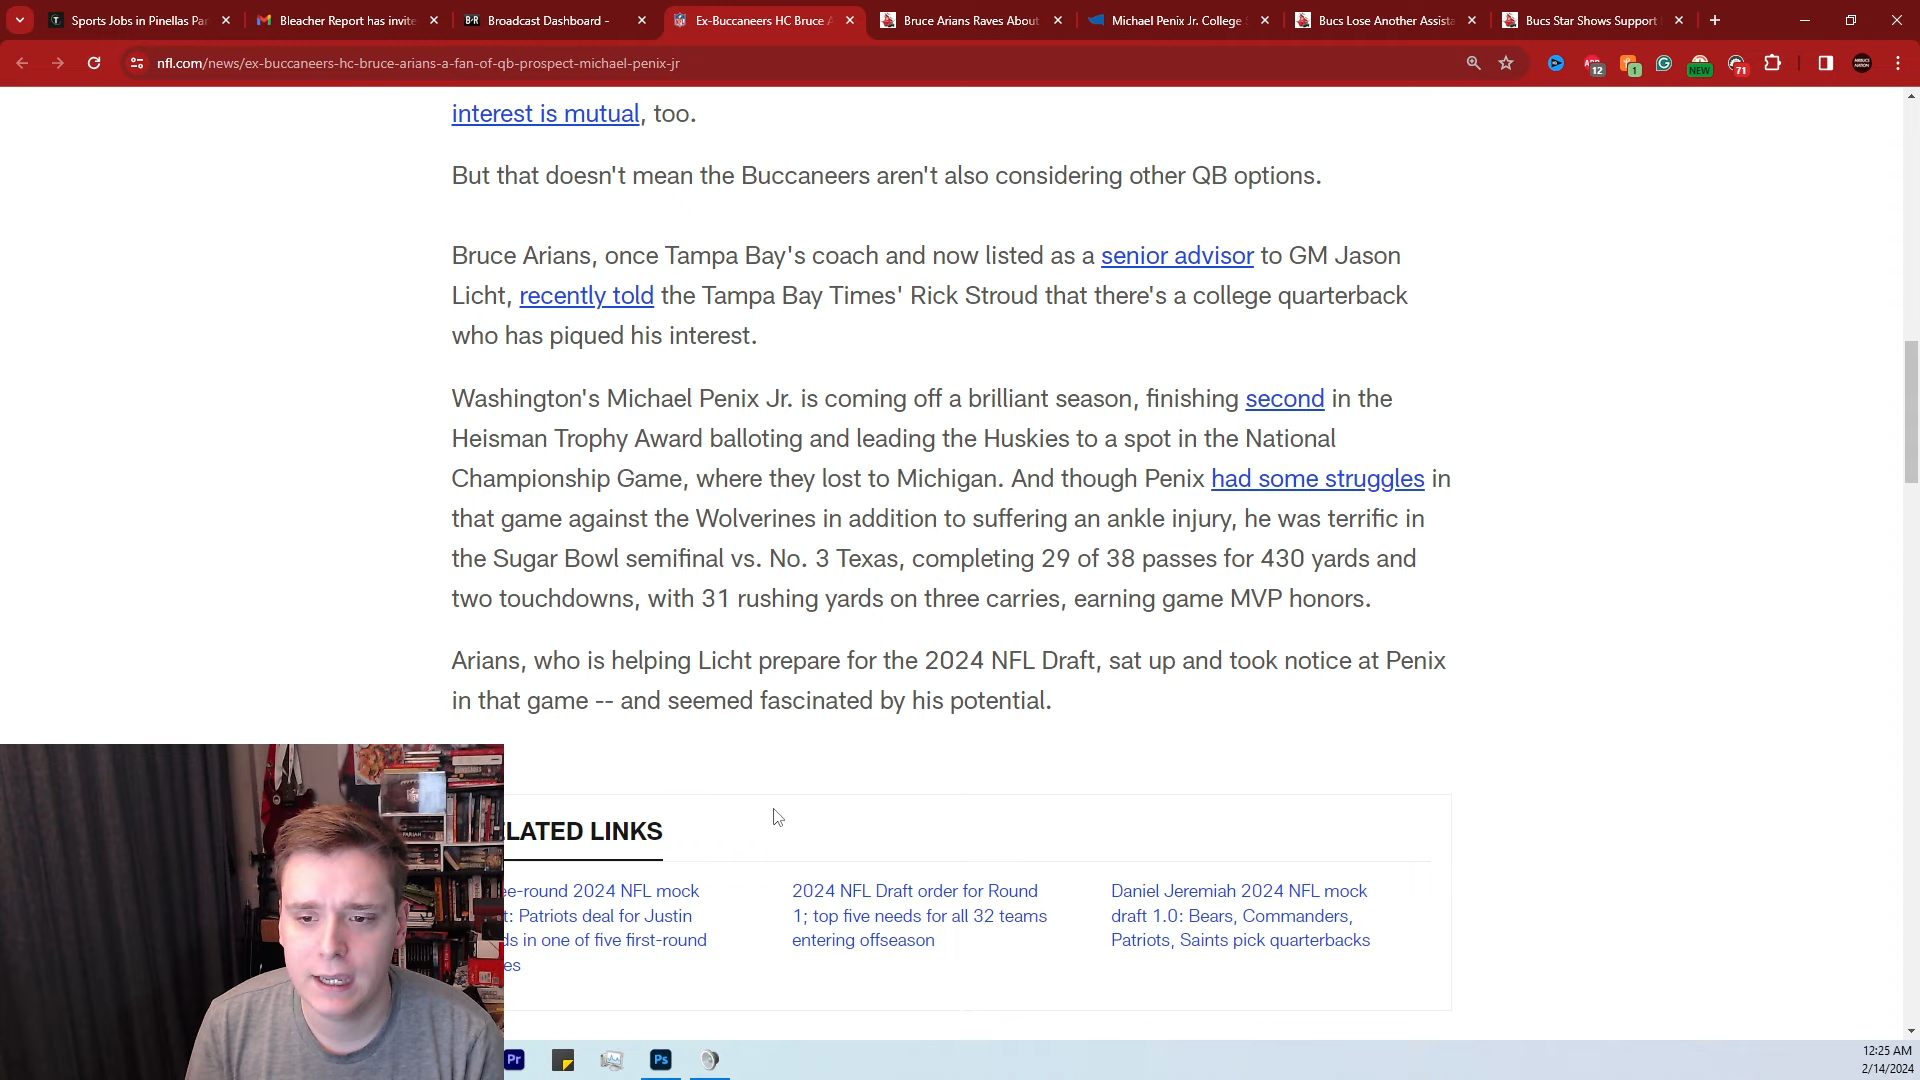 Sports Jobs in Pinellas Par
Bleacher Report has invite
B/R
Broadcast Dashboard -
Ex-Buccaneers HC Bruce A
Bruce Arians Raves About
Michael Penix Jr. College S
Bucs Lose Another Assista
Bucs Star Shows Support
nfl.com/news/ex-buccaneers-hc-bruce-arians-a-fan-of-qb-prospect-michael-penix-jr
12
1
NEW
71
interest is mutual, too.
But that doesn't mean the Buccaneers aren't also considering other QB options.
Bruce Arians, once Tampa Bay's coach and now listed as a senior advisor to GM Jason
Licht, recently told the Tampa Bay Times' Rick Stroud that there's a college quarterback
who has piqued his interest.
Washington's Michael Penix Jr. is coming off a brilliant season, finishing second in the
Heisman Trophy Award balloting and leading the Huskies to a spot in the National
Championship Game, where they lost to Michigan. And though Penix had some struggles in
that game against the Wolverines in addition to suffering an ankle injury, he was terrific in
the Sugar Bowl semifinal vs. No. 3 Texas, completing 29 of 38 passes for 430 yards and
two touchdowns, with 31 rushing yards on three carries, earning game MVP honors.
Arians, who is helping Licht prepare for the 2024 NFL Draft, sat up and took notice at Penix
in that game -- and seemed fascinated by his potential.
LATED LINKS
ee-round 2024 NFL mock
t: Patriots deal for Justin
ds in one of five first-round
es
2024 NFL Draft order for Round
1; top five needs for all 32 teams
entering offseason
Daniel Jeremiah 2024 NFL mock
draft 1.0: Bears, Commanders,
Patriots, Saints pick quarterbacks
Pr
Ps
12:25 AM
2/14/2024